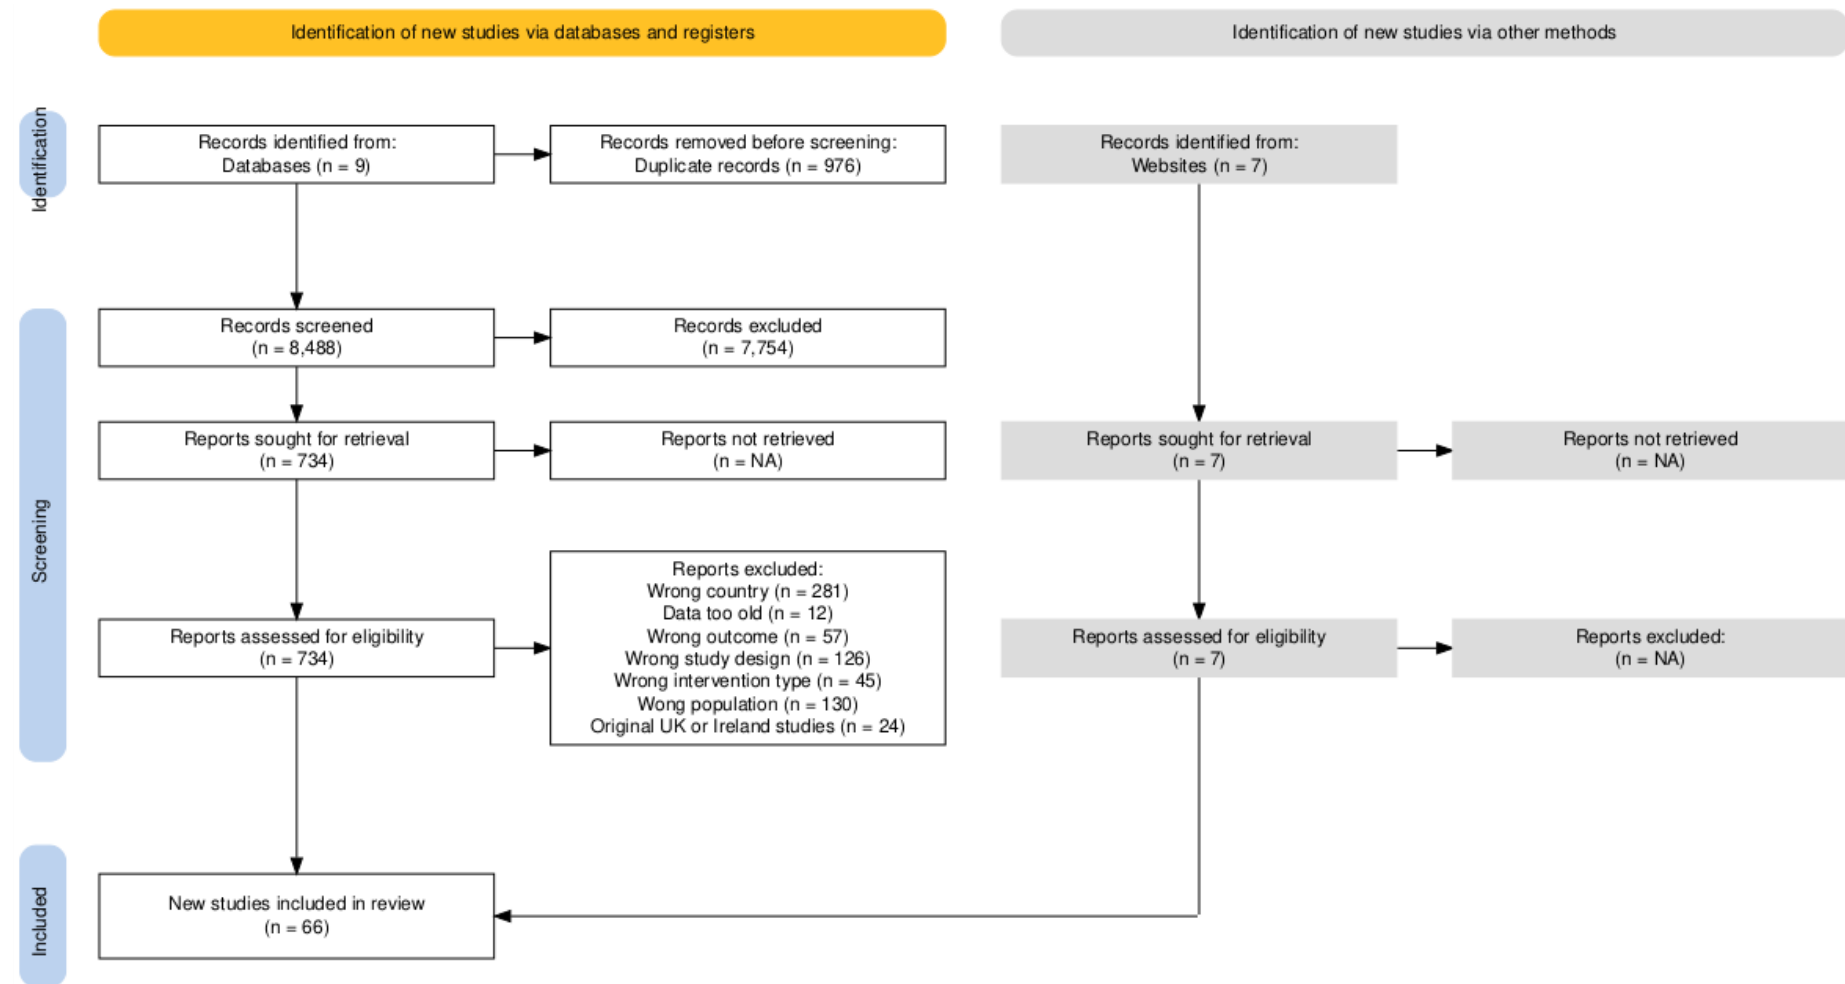 Identification of new studies via databases and registers
Identification of new studies via other methods
Identification
Records identified from:
Databases (n = 9)
Records removed before screening:
Duplicate records (n = 976)
Records identified from:
Websites (n = 7)
Screening
Records screened
(n = 8,488)
Records excluded
(n = 7,754)
Reports sought for retrieval
(n = 734)
Reports not retrieved
(n = NA)
Reports sought for retrieval
(n = 7)
Reports not retrieved
(n = NA)
Reports assessed for eligibility
(n = 734)
Reports excluded:
Wrong country (n = 281)
Data too old (n = 12)
Wrong outcome (n = 57)
Wrong study design (n = 126)
Wrong intervention type (n = 45)
Wong population (n = 130)
Original UK or Ireland studies (n = 24)
Reports assessed for eligibility
(n = 7)
Reports excluded:
(n = NA)
Included
New studies included in review
(n = 66)